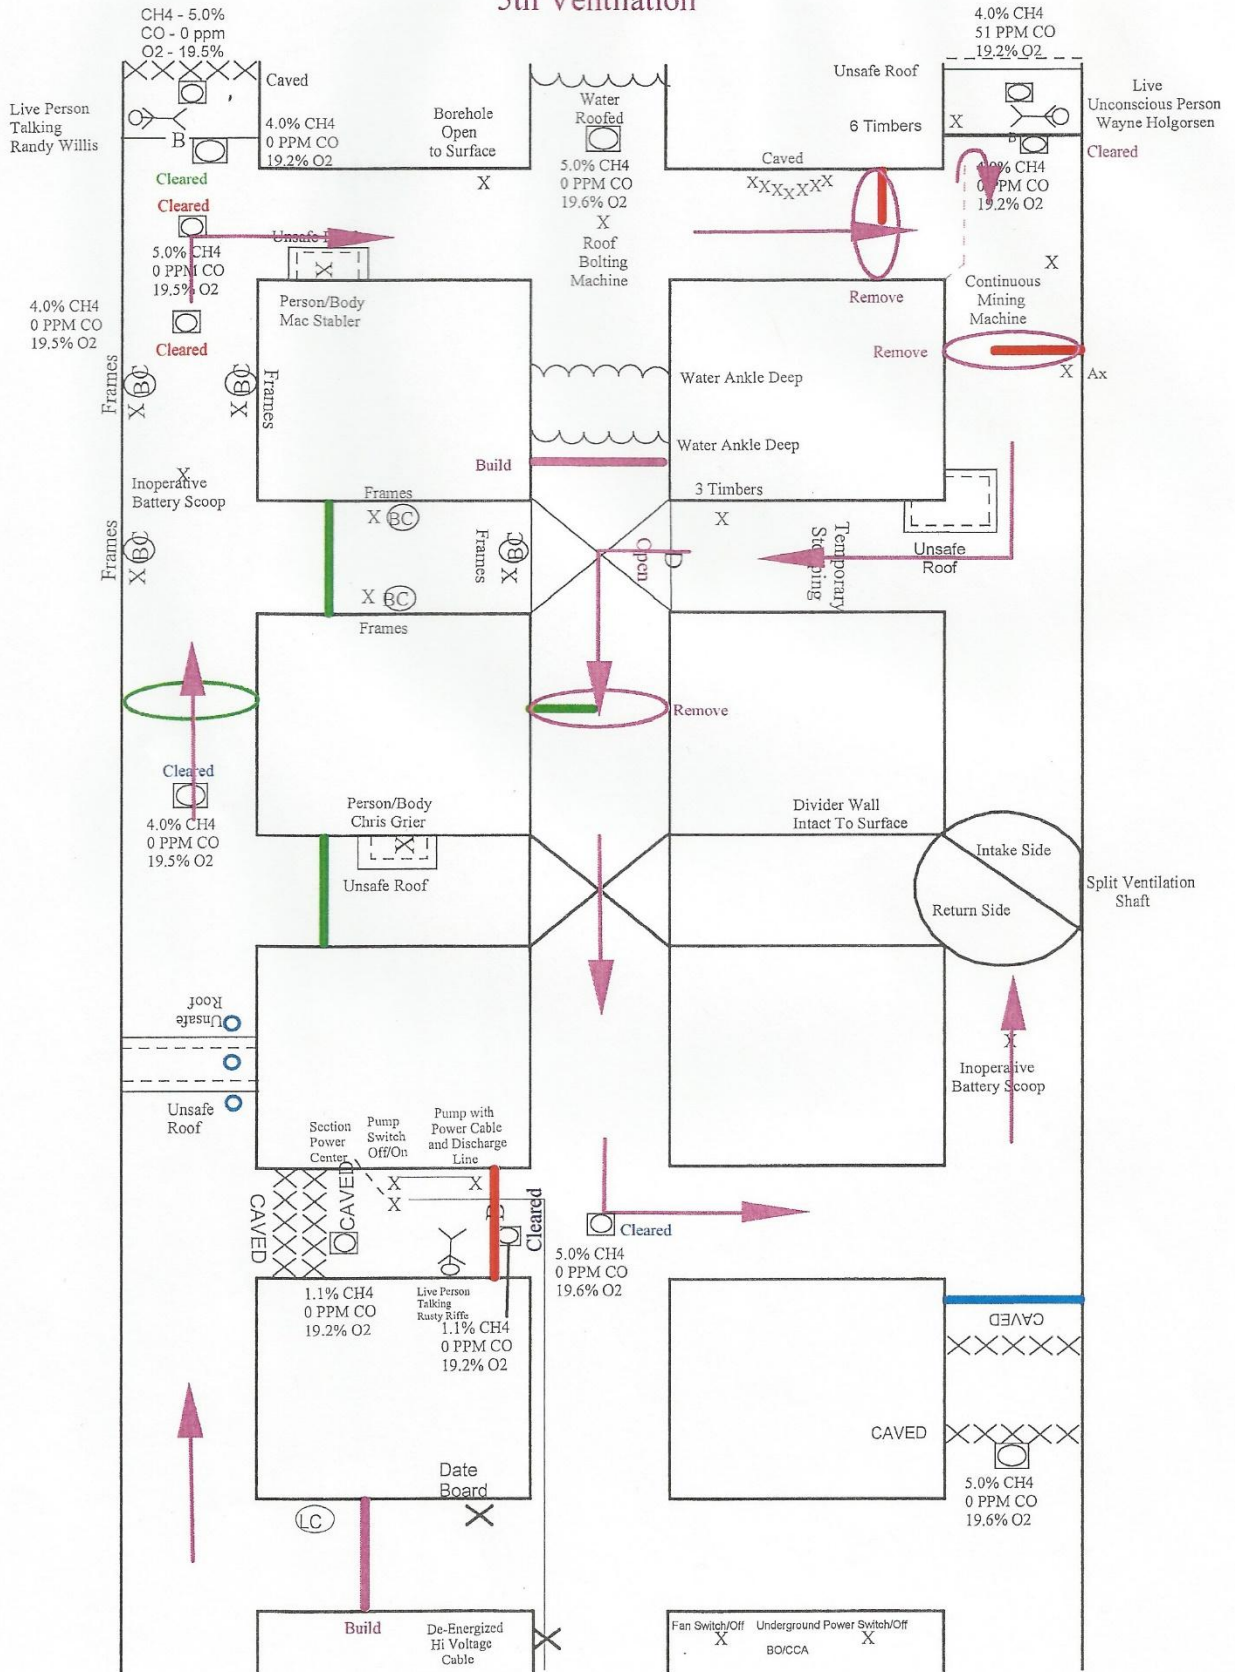 5th Ventilation
CH4 - 5.0%
CO - 0 ppm
O2 - 19.5%
Caved
Live Person
Talking
Randy Willis
B
4.0% CH4
0 PPM CO
19.2% O2
Cleared
Cleared
5.0% CH4
0 PPM CO
19.5% O2
4.0% CH4
0 PPM CO
19.5% O2
Cleared
Borehole
Open
to Surface
X
Water
Roofed
5.0% CH4
0 PPM CO
19.6% O2
X
Roof
Bolting
Machine
4.0% CH4
51 PPM CO
19.2% O2
Unsafe Roof
6 Timbers
X
Live
Unconscious Person
Wayne Holgorsen
B
Cleared
4.0% CH4
0 PPM CO
19.2% O2
Caved
XXXXXXX
Remove
X
Continuous
Mining
Machine
Remove
X
Ax
Unsafe
X
Person/Body
Mac Stabler
Frames
BC
X
BC
X
Frames
Water Ankle Deep
Water Ankle Deep
Build
X
Inoperative
Battery Scoop
Frames
X BC
Frames
BC
X
Frames
BC
X
X BC
Frames
3 Timbers
X
Open
D
Temporary
Stopping
Unsafe
Roof
Remove
Cleared
4.0% CH4
0 PPM CO
19.5% O2
Person/Body
Chris Grier
X
Unsafe Roof
Divider Wall
Intact To Surface
Intake Side
Return Side
Split Ventilation
Shaft
Unsafe
Roof
Unsafe
Roof
X
Inoperative
Battery Scoop
Section
Power
Center
Pump
Switch
Off/On
Pump with
Power Cable
and Discharge
Line
X
X
X
CAVED
CAVED
B
Cleared
Cleared
5.0% CH4
0 PPM CO
19.6% O2
1.1% CH4
0 PPM CO
19.2% O2
Live Person
Talking
Rusty Riffe
1.1% CH4
0 PPM CO
19.2% O2
CAVED
CAVED
5.0% CH4
0 PPM CO
19.6% O2
Date
Board
X
LC
Build
De-Energized
Hi Voltage
Cable
X
Fan Switch/Off
X
Underground Power Switch/Off
X
BO/CCA